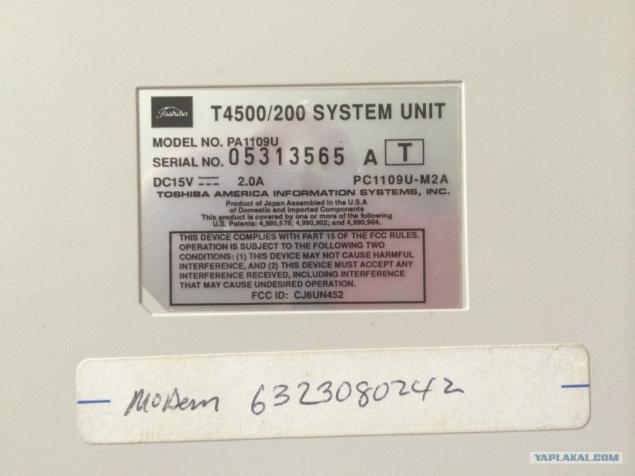 Toshiba
T4500/200 SYSTEM UNIT
MODEL NO. PA1109U
SERIAL NO. 05313565 A T
DC15V 2.0A PC1109U-M2A
TOSHIBA AMERICA INFORMATION SYSTEMS, INC.
Product of Japan Assembled in the U.S.A
of Domestic and Imported Components
This product is covered by one or more of the following
U.S. Patents: 4,980,676; 4,990,902; and 4,990,904.
THIS DEVICE COMPLIES WITH PART 15 OF THE FCC RULES.
OPERATION IS SUBJECT TO THE FOLLOWING TWO
CONDITIONS: (1) THIS DEVICE MAY NOT CAUSE HARMFUL
INTERFERENCE, AND (2) THIS DEVICE MUST ACCEPT ANY
INTERFERENCE RECEIVED, INCLUDING INTERFERENCE
THAT MAY CAUSE UNDESIRED OPERATION.
FCC ID: CJ6UN452
MoDem 6323080242
YAPLAKAL.COM